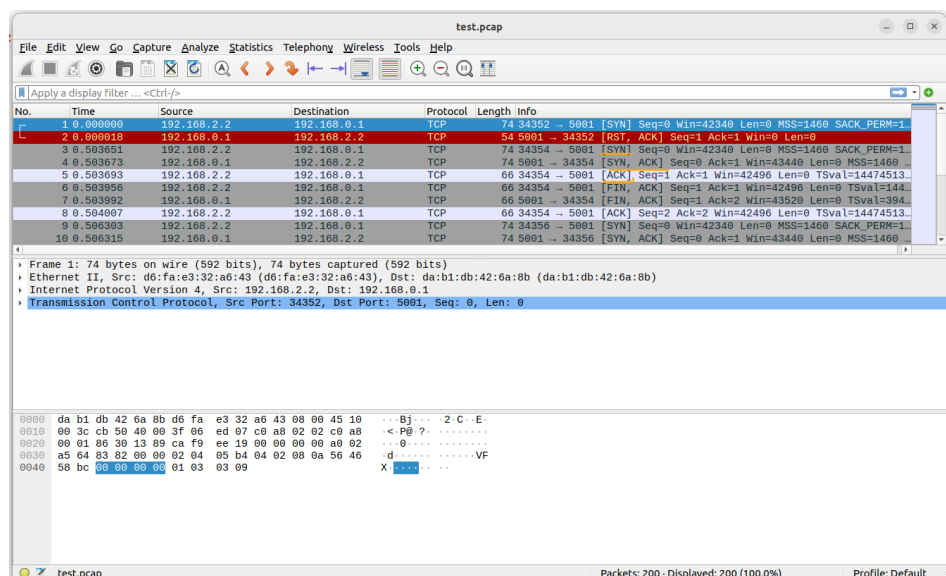 test.pcap
File Edit View Go Capture Analyze Statistics Telephony Wireless Tools Help
Apply a display filter ... <Ctrl-/>
No. Time Source Destination Protocol Length Info
1 0.000000 192.168.2.2 192.168.0.1 TCP 74 34352 → 5001 [SYN] Seq=0 Win=42340 Len=0 MSS=1460 SACK_PERM=1…
2 0.000018 192.168.0.1 192.168.2.2 TCP 54 5001 → 34352 [RST, ACK] Seq=1 Ack=1 Win=0 Len=0
3 0.503651 192.168.2.2 192.168.0.1 TCP 74 34354 → 5001 [SYN] Seq=0 Win=42340 Len=0 MSS=1460 SACK_PERM=1…
4 0.503673 192.168.0.1 192.168.2.2 TCP 74 5001 → 34354 [SYN, ACK] Seq=0 Ack=1 Win=43440 Len=0 MSS=1460 …
5 0.503693 192.168.2.2 192.168.0.1 TCP 66 34354 → 5001 [ACK] Seq=1 Ack=1 Win=42496 Len=0 TSval=14474513…
6 0.503956 192.168.2.2 192.168.0.1 TCP 66 34354 → 5001 [FIN, ACK] Seq=1 Ack=1 Win=42496 Len=0 TSval=144…
7 0.503992 192.168.0.1 192.168.2.2 TCP 66 5001 → 34354 [FIN, ACK] Seq=1 Ack=2 Win=43520 Len=0 TSval=394…
8 0.504007 192.168.2.2 192.168.0.1 TCP 66 34354 → 5001 [ACK] Seq=2 Ack=2 Win=42496 Len=0 TSval=14474513…
9 0.506303 192.168.2.2 192.168.0.1 TCP 74 34356 → 5001 [SYN] Seq=0 Win=42340 Len=0 MSS=1460 SACK_PERM=1…
10 0.506315 192.168.0.1 192.168.2.2 TCP 74 5001 → 34356 [SYN, ACK] Seq=0 Ack=1 Win=43440 Len=0 MSS=1460 …
Frame 1: 74 bytes on wire (592 bits), 74 bytes captured (592 bits)
Ethernet II, Src: d6:fa:e3:32:a6:43 (d6:fa:e3:32:a6:43), Dst: da:b1:db:42:6a:8b (da:b1:db:42:6a:8b)
Internet Protocol Version 4, Src: 192.168.2.2, Dst: 192.168.0.1
Transmission Control Protocol, Src Port: 34352, Dst Port: 5001, Seq: 0, Len: 0
0000 da b1 db 42 6a 8b d6 fa e3 32 a6 43 08 00 45 10 ···Bj··· ·2·C··E·
0010 00 3c cb 50 40 00 3f 06 ed 07 c0 a8 02 02 c0 a8 ·<·P@·?· ········
0020 00 01 86 30 13 89 ca f9 ee 19 00 00 00 00 a0 02 ···0···· ········
0030 a5 64 83 82 00 00 02 04 05 b4 04 02 08 0a 56 46 ·d······ ······VF
0040 58 bc 00 00 00 00 01 03 03 09 X······· ··
test.pcap Packets: 200 · Displayed: 200 (100.0%) Profile: Default